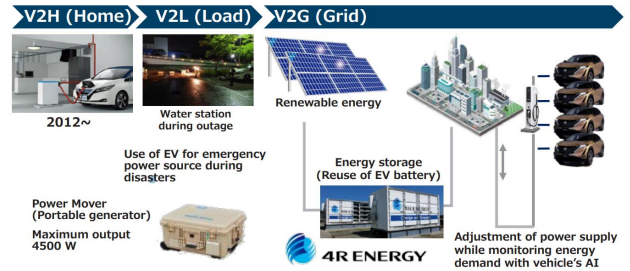 V2H (Home)
V2L (Load)
V2G (Grid)
2012~
Water station
during outage
Use of EV for emergency
power source during
disasters
Power Mover
(Portable generator)
Maximum output
4500 W
Renewable energy
Energy storage
(Reuse of EV battery)
4R ENERGY
4R ENERGY
Adjustment of power supply
while monitoring energy
demand with vehicle's AI